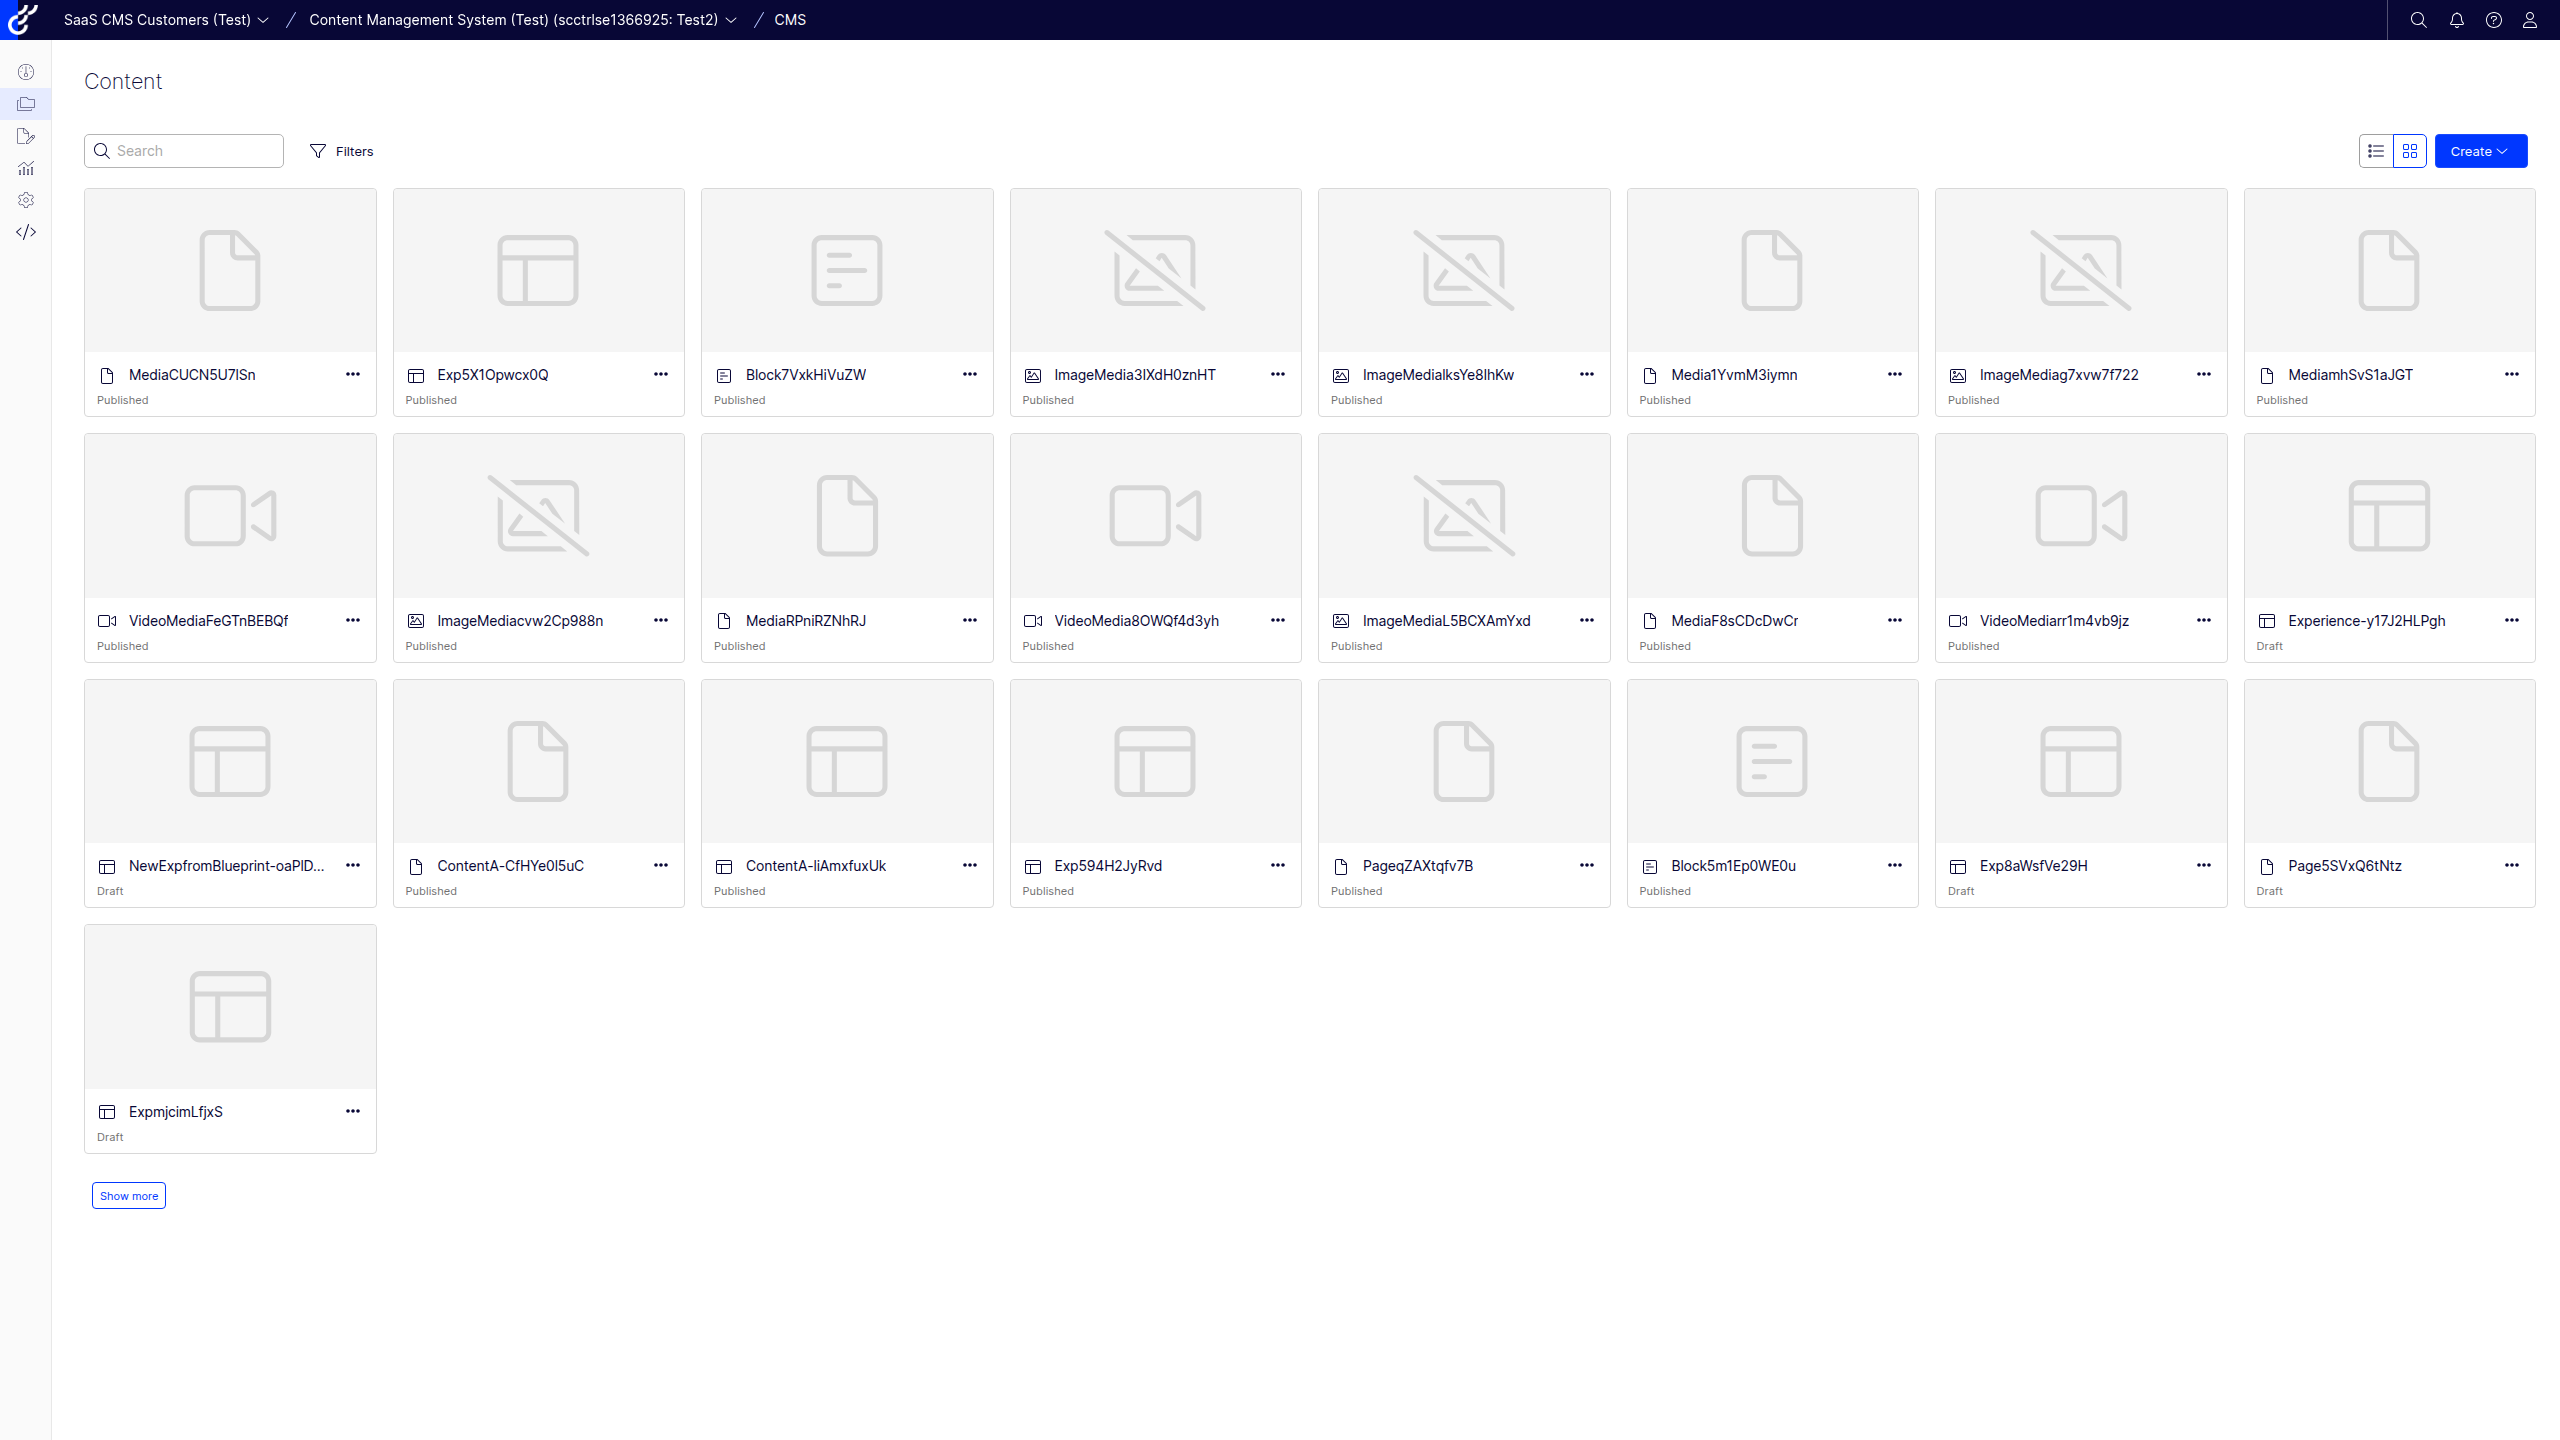 SaaS CMS Customers (Test) / Content Management System (Test) (scctrlse1366925: Test2) / CMS
Content
Search Filters Create
MediaCUCN5U7lSn Exp5X1Opwcx0Q Block7VxkHiVuZW ImageMedia3lXdH0znHT ImageMedialksYe8lhKw Media1YvmM3iymn ImageMediag7xvw7f722 MediamhSvS1aJGT
Published Published Published Published Published Published Published Published
VideoMediaFeGTnBEBQf ImageMediacvw2Cp988n MediaRPniRZNhRJ VideoMedia8OWQf4d3yh ImageMediaL5BCXAmYxd MediaF8sCDcDwCr VideoMediarr1m4vb9jz Experience-y17J2HLPgh
Published Published Published Published Published Published Published Draft
NewExpfromBlueprint-oaPlD... ContentA-CfHYe0l5uC ContentA-liAmxfuxUk Exp594H2JyRvd PageqZAXtqfv7B Block5m1Ep0WE0u Exp8aWsfVe29H Page5SVxQ6tNtz
Draft Published Published Published Published Published Draft Draft
ExpmjcimLfjxS
Draft
Show more